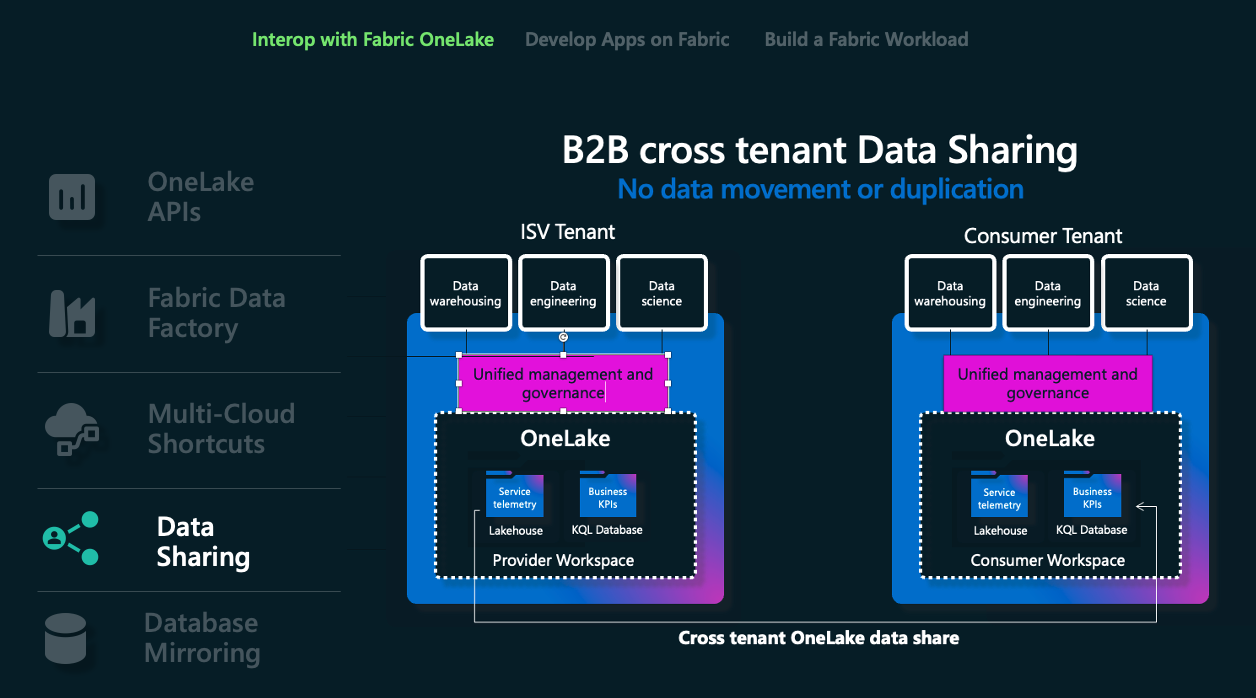 Interop with Fabric OneLake
Develop Apps on Fabric
Build a Fabric Workload
OneLake
APIs
Fabric Data
Factory
Multi-Cloud
Shortcuts
Data
Sharing
Database
Mirroring
B2B cross tenant Data Sharing
No data movement or duplication
ISV Tenant
Data
warehousing
Data
engineering
Data
science
Unified management and
governance
OneLake
Service
telemetry
Lakehouse
Business
KPIs
KQL Database
Provider Workspace
Consumer Tenant
Data
warehousing
Data
engineering
Data
science
Unified management and
governance
OneLake
Service
telemetry
Lakehouse
Business
KPIs
KQL Database
Consumer Workspace
Cross tenant OneLake data share